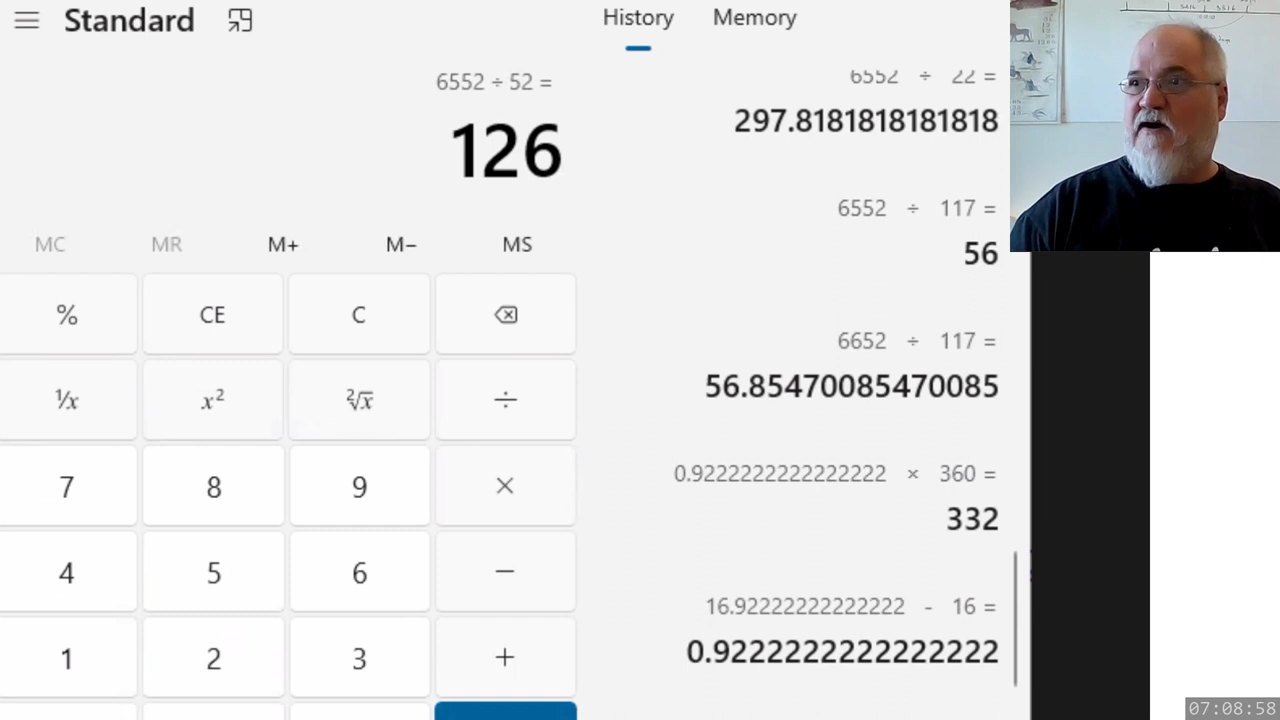 Standard
History Memory
6552 ÷ 52 =
126
MC MR M+ M− MS
% CE C
⅟x x² ²√x ÷
7 8 9 ×
4 5 6 −
1 2 3 +
6552 ÷ 22 =
297.8181818181818
6552 ÷ 117 =
56
6652 ÷ 117 =
56.85470085470085
0.9222222222222222 × 360 =
332
16.92222222222222 - 16 =
0.9222222222222222
07:08:58